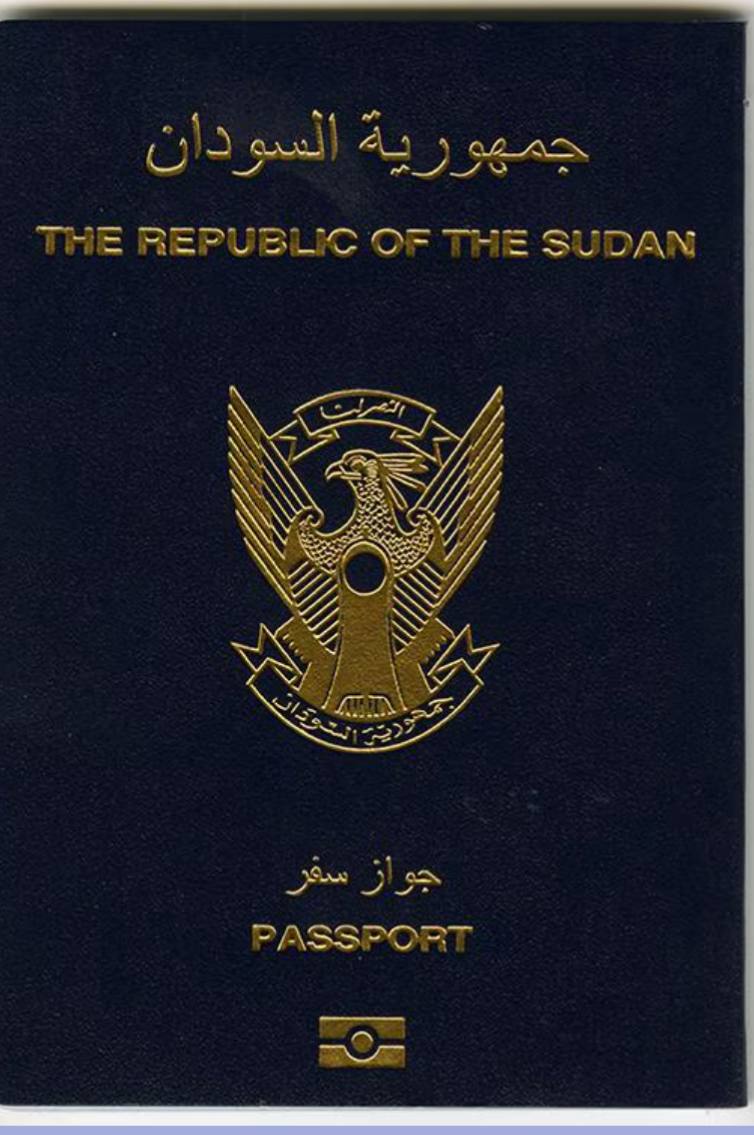 جمهورية السودان
THE REPUBLIC OF THE SUDAN
النصر لنا
جمهورية السودان
جواز سفر
PASSPORT